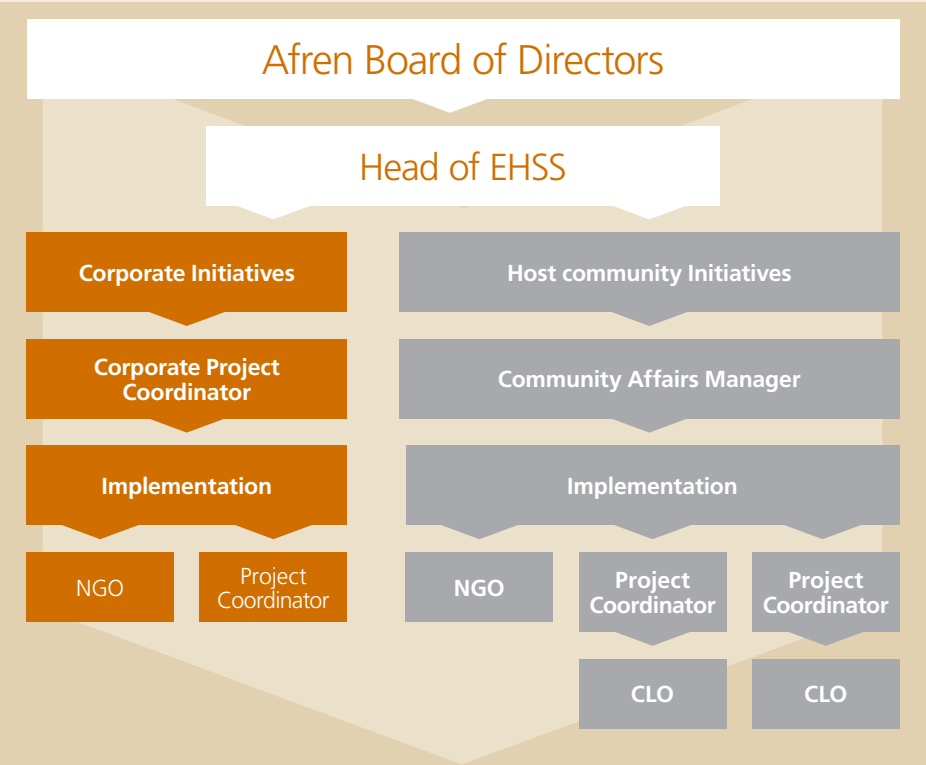 Afren Board of Directors
Head of EHSS
Corporate Initiatives
Host community Initiatives
Corporate Project
Coordinator
Community Affairs Manager
Implementation
Implementation
NGO
Project
Coordinator
NGO
Project
Coordinator
Project
Coordinator
CLO
CLO